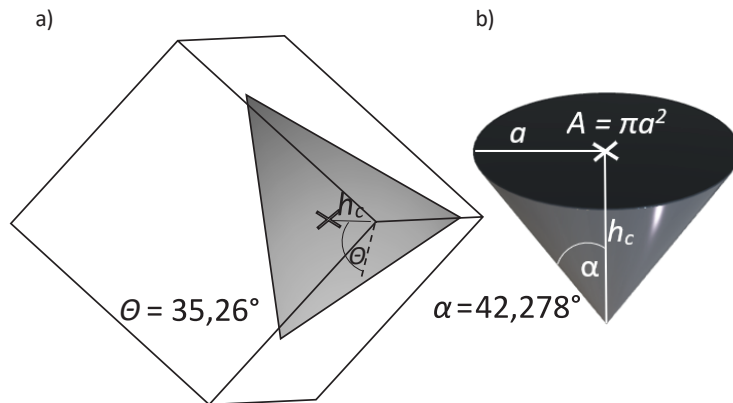 a)
b)
A = πa²
a
h_c
h_c
Θ
α
Θ = 35,26°
α=42,278°